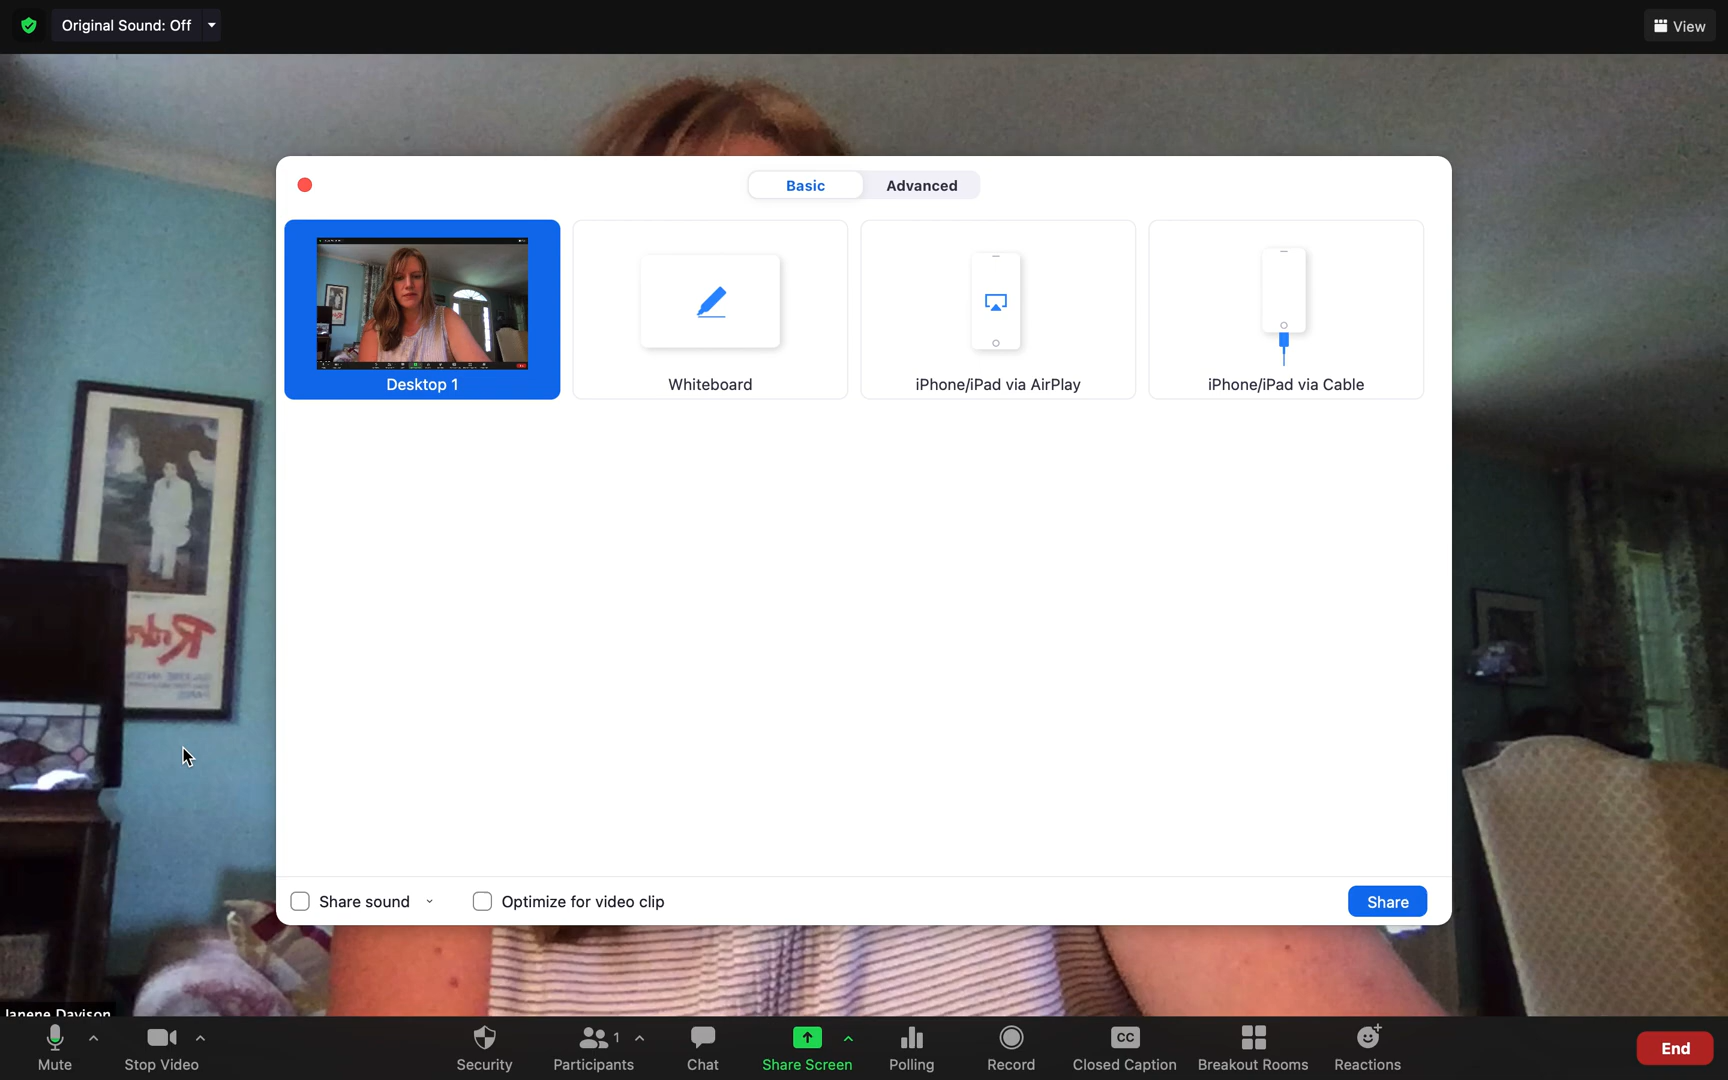 Original Sound: Off
View
Basic
Advanced
Desktop 1
Whiteboard
iPhone/iPad via AirPlay
iPhone/iPad via Cable
Share sound
Optimize for video clip
Share
Janene Davison
Mute
Stop Video
Security
1
Participants
Chat
Share Screen
Polling
Record
CC
Closed Caption
Breakout Rooms
Reactions
End